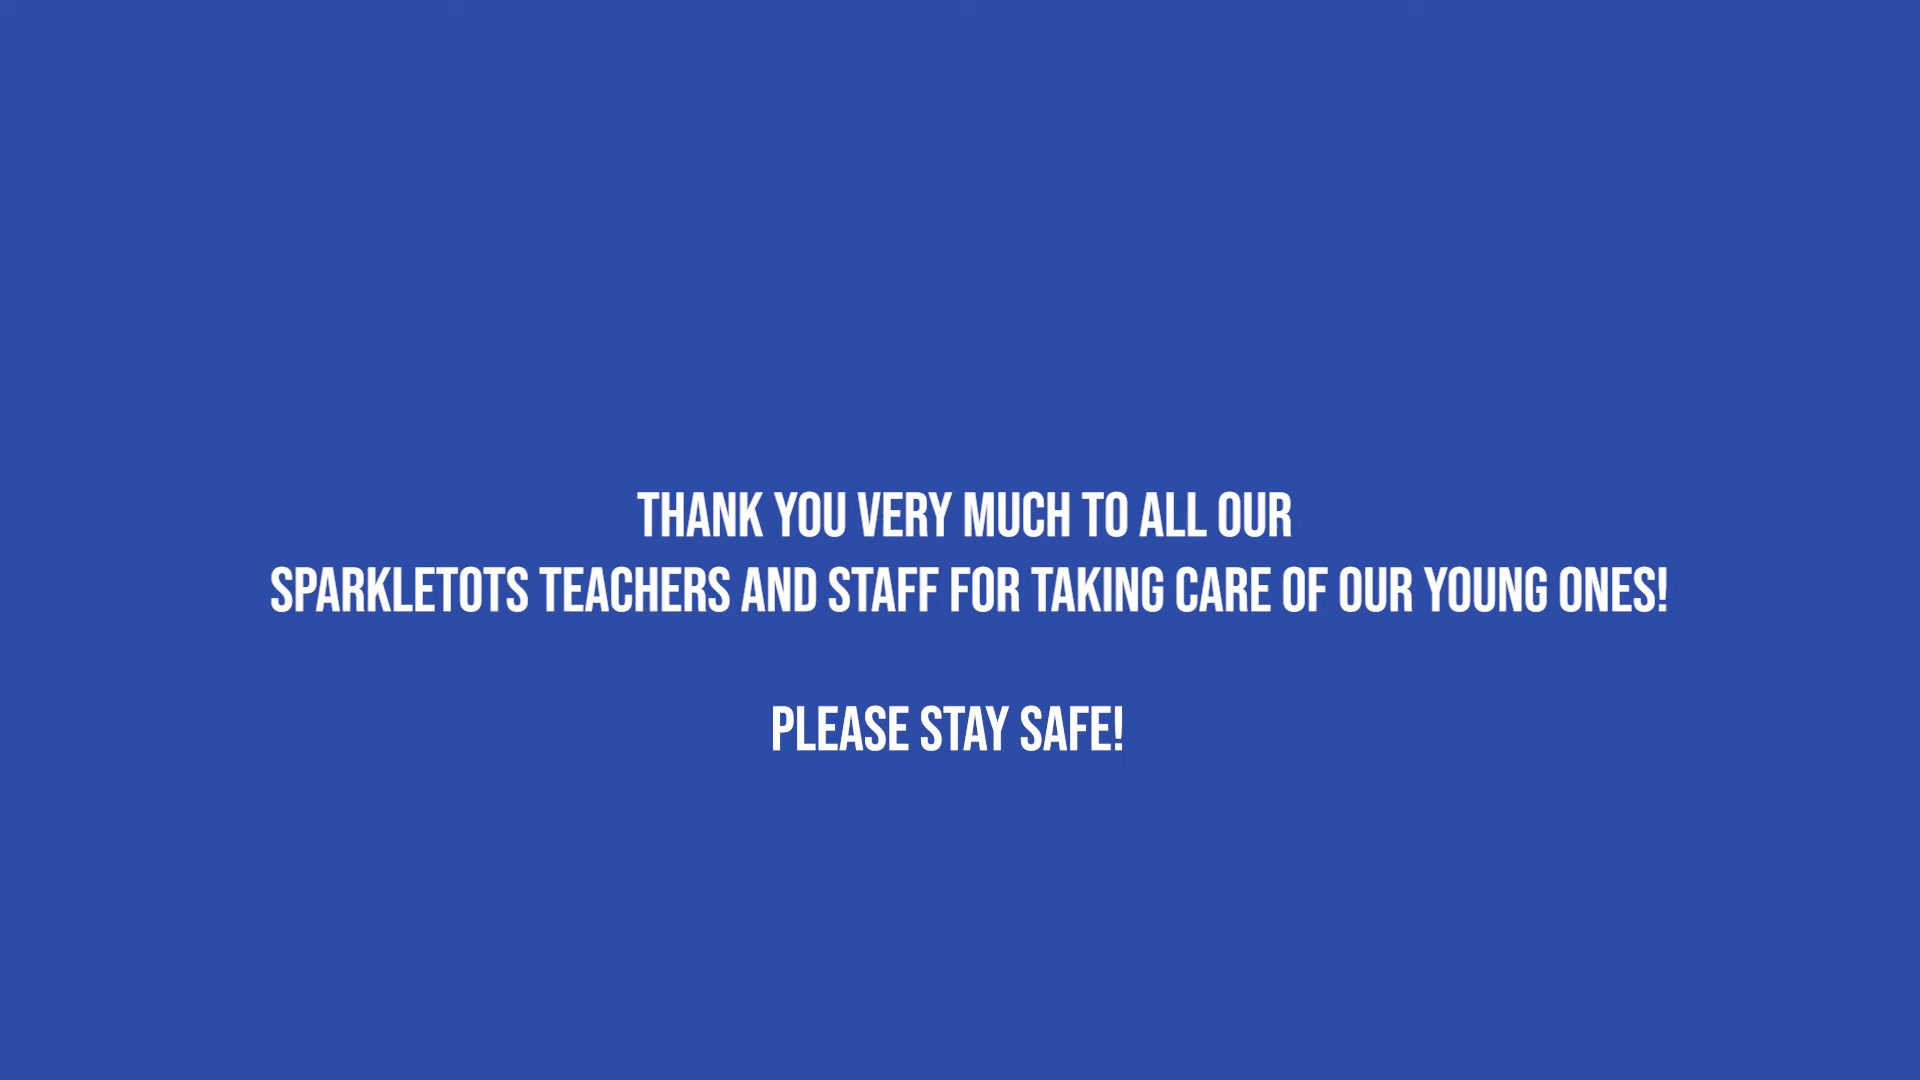 THANK YOU VERY MUCH TO ALL OUR
SPARKLETOTS TEACHERS AND STAFF FOR TAKING CARE OF OUR YOUNG ONES!
PLEASE STAY SAFE!